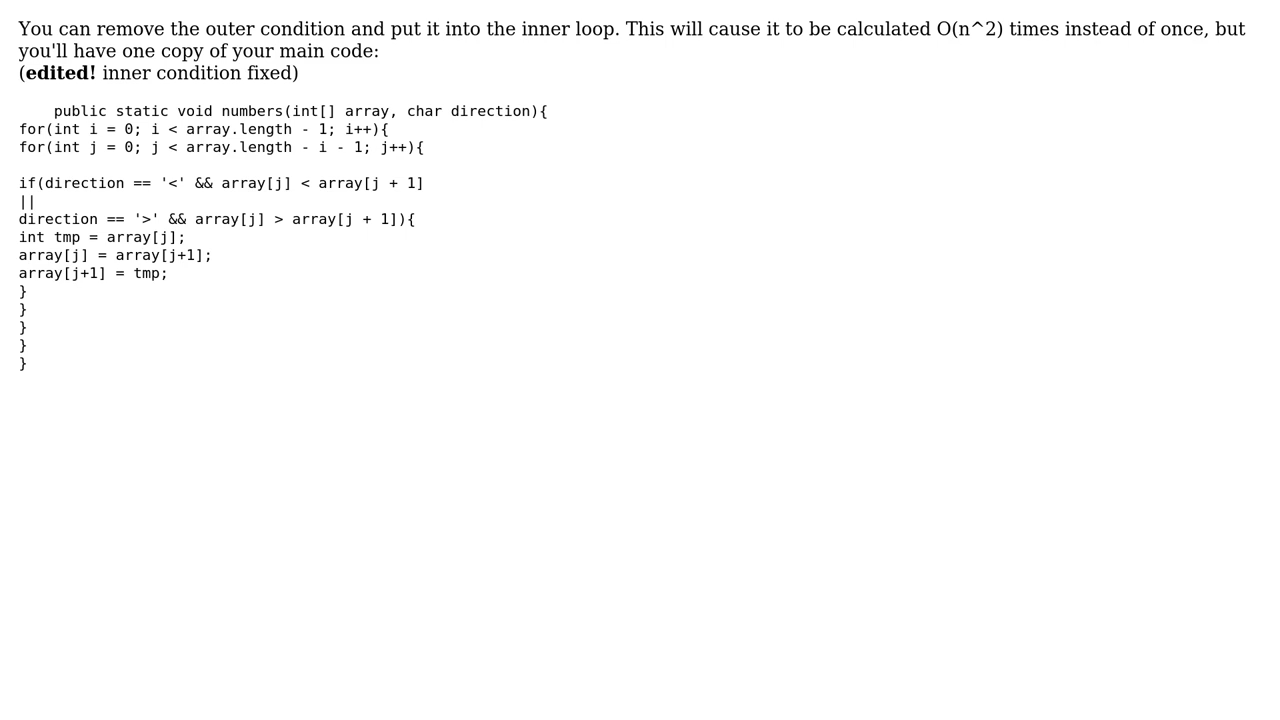 You can remove the outer condition and put it into the inner loop. This will cause it to be calculated O(n^2) times instead of once, but
you'll have one copy of your main code:
(edited! inner condition fixed)
public static void numbers(int[] array, char direction){
for(int i = 0; i < array.length - 1; i++){
for(int j = 0; j < array.length - i - 1; j++){
if(direction == '<' && array[j] < array[j + 1]
||
direction == '>' && array[j] > array[j + 1]){
int tmp = array[j];
array[j] = array[j+1];
array[j+1] = tmp;
}
}
}
}
}